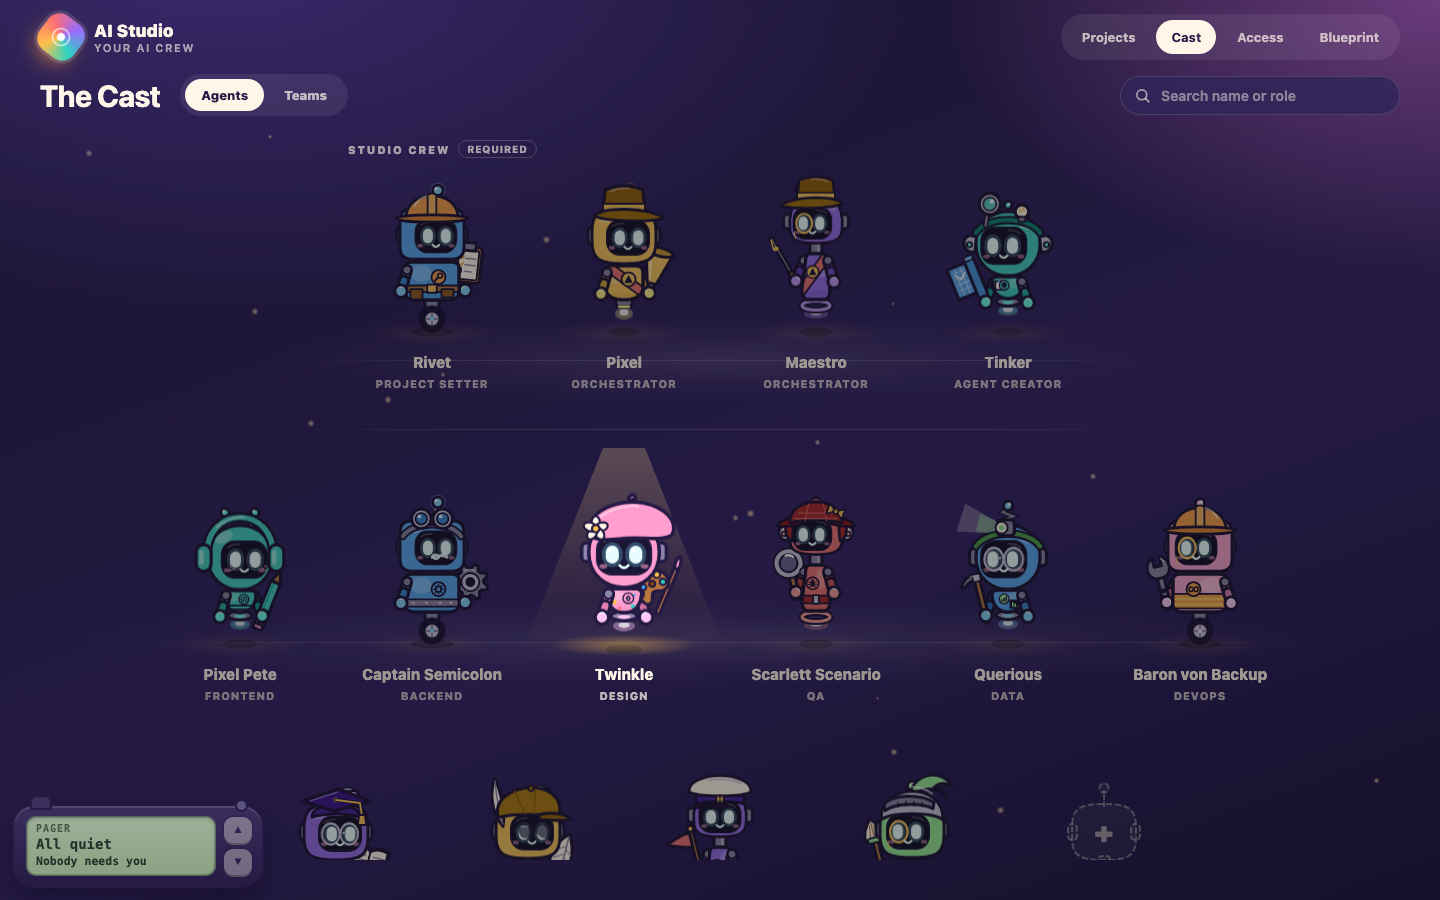 AI Studio
YOUR AI CREW
Projects
Cast
Access
Blueprint
The Cast
Agents
Teams
Search name or role
STUDIO CREW
REQUIRED
Rivet
Pixel
Maestro
Tinker
PROJECT SETTER
ORCHESTRATOR
ORCHESTRATOR
AGENT CREATOR
Pixel Pete
Captain Semicolon
Twinkle
Scarlett Scenario
Querious
Baron von Backup
FRONTEND
BACKEND
DESIGN
QA
DATA
DEVOPS
PAGER
All quiet
Nobody needs you